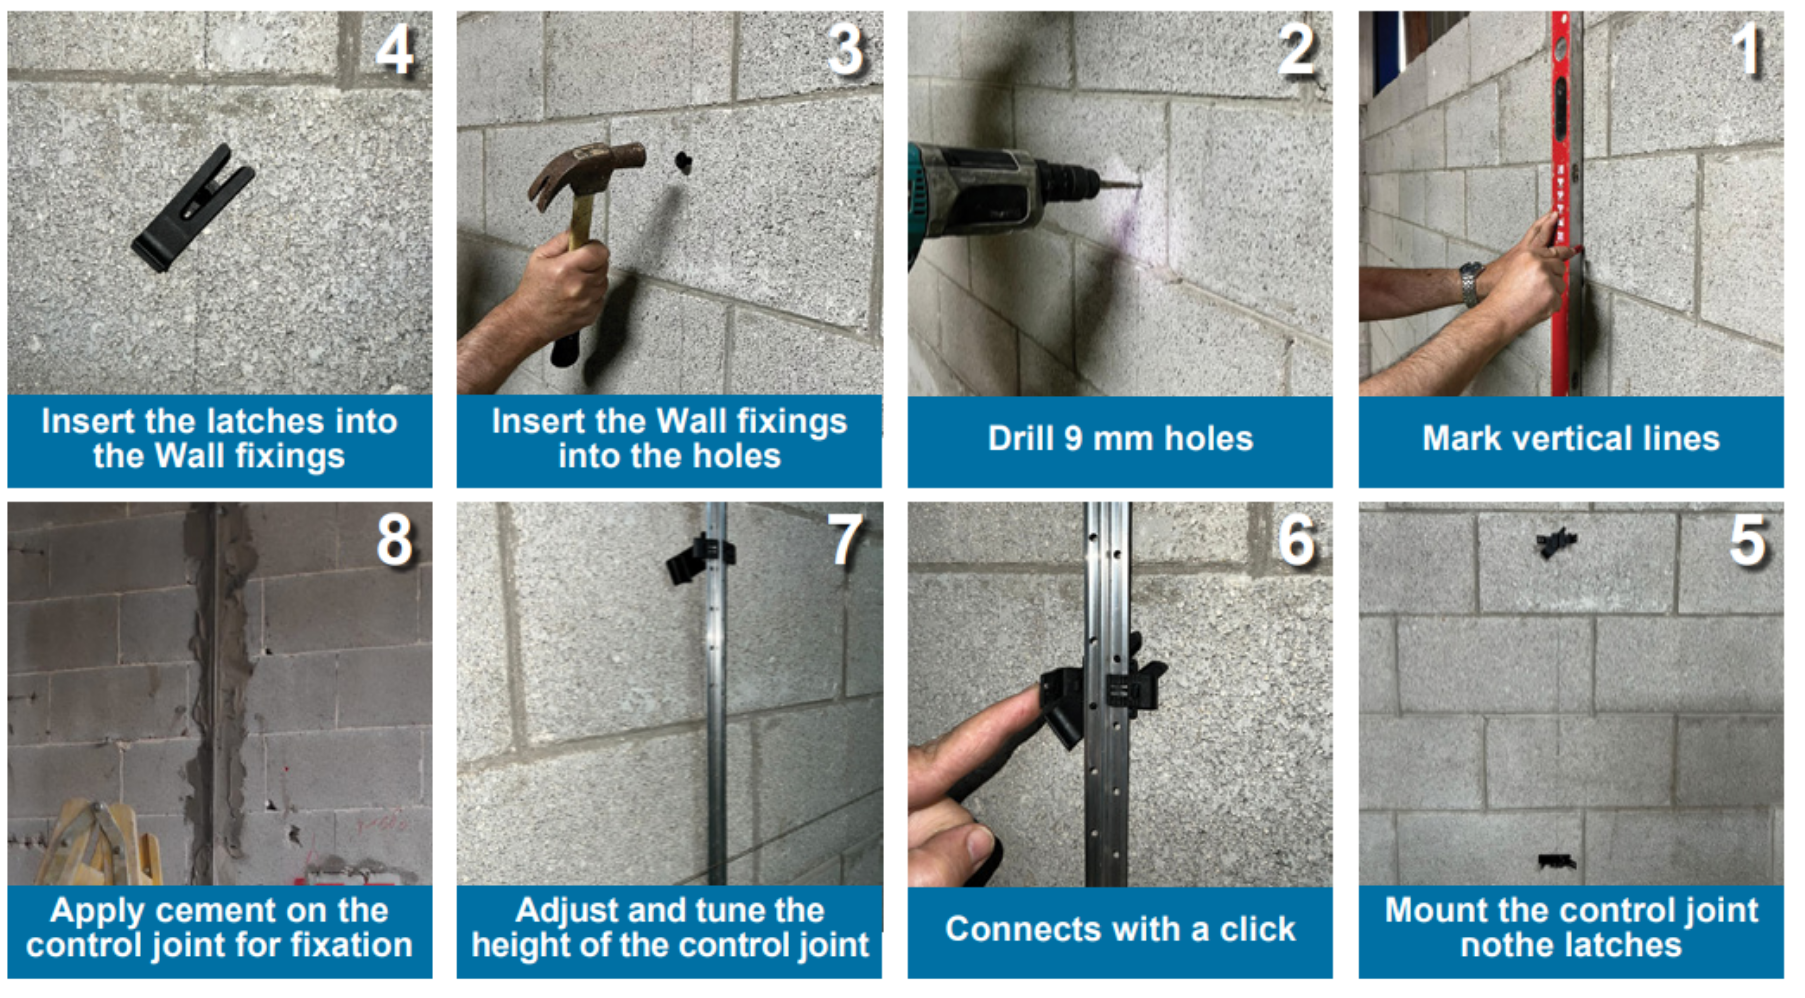 4
Insert the latches into
the Wall fixings
3
Insert the Wall fixings
into the holes
2
Drill 9 mm holes
1
Mark vertical lines
8
Apply cement on the
control joint for fixation
7
Adjust and tune the
height of the control joint
6
Connects with a click
5
Mount the control joint
nothe latches